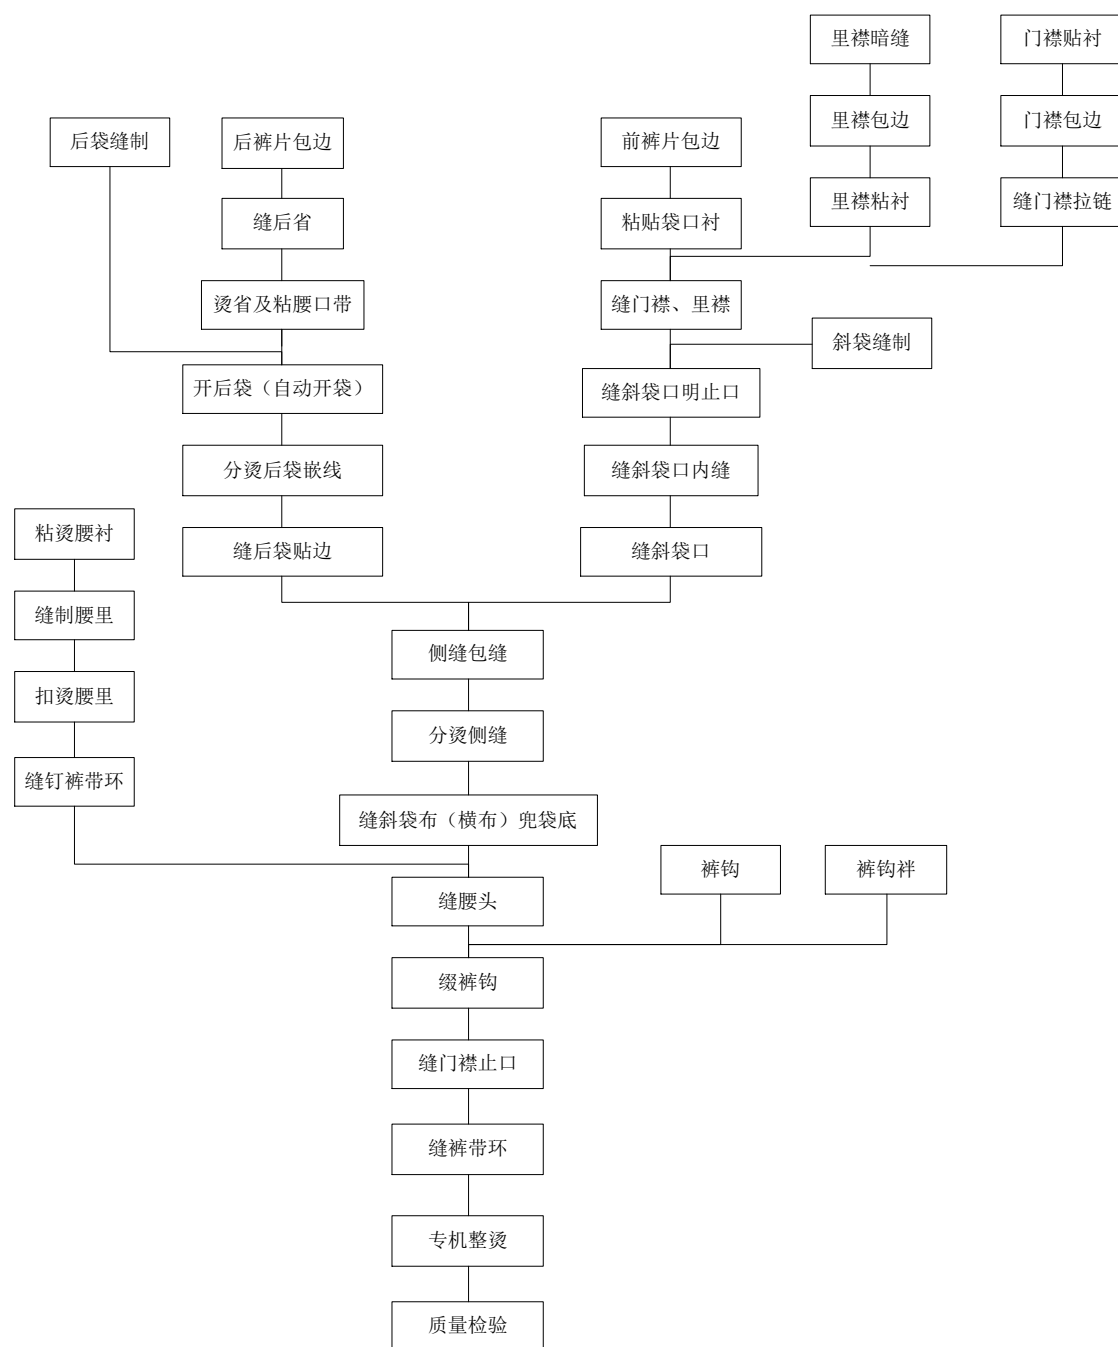 里襟暗缝
门襟贴衬
里襟包边
门襟包边
后袋缝制
后裤片包边
前裤片包边
里襟粘衬
缝门襟拉链
缝后省
粘贴袋口衬
烫省及粘腰口带
缝门襟、里襟
斜袋缝制
开后袋（自动开袋）
缝斜袋口明止口
分烫后袋嵌线
缝斜袋口内缝
粘烫腰衬
缝后袋贴边
缝斜袋口
缝制腰里
侧缝包缝
扣烫腰里
分烫侧缝
缝钉裤带环
缝斜袋布（横布）兜袋底
裤钩
裤钩袢
缝腰头
缀裤钩
缝门襟止口
缝裤带环
专机整烫
质量检验